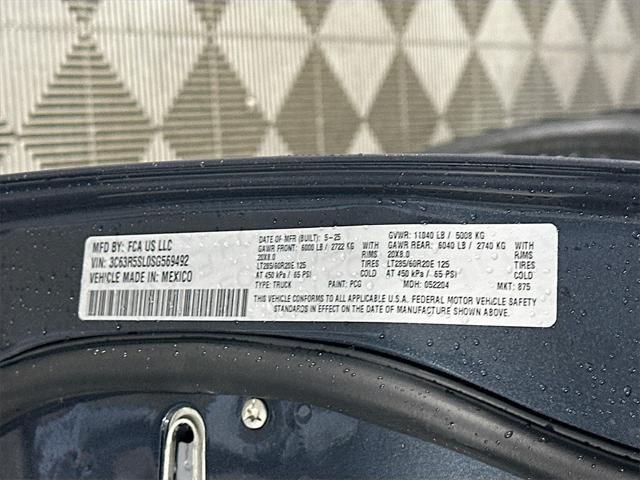 MFD BY: FCA US LLC
VIN: 3C63R5SL0SG569492
VEHICLE MADE IN: MEXICO
DATE OF MFR (BUILT): 5-25 GVWR: 11040 LB / 5008 KG
GAWR FRONT: 6000 LB / 2722 KG WITH GAWR REAR: 6040 LB / 2740 KG WITH
20X8.0 RIMS 20X8.0 RIMS
LT285/60R20E 125 TIRES LT285/60R20E 125 TIRES
AT 450 kPa / 65 PSI COLD AT 450 kPa / 65 PSI COLD
TYPE: TRUCK PAINT: PCG MDH: 052204 MKT: 875
THIS VEHICLE CONFORMS TO ALL APPLICABLE U.S.A. FEDERAL MOTOR VEHICLE SAFETY
STANDARDS IN EFFECT ON THE DATE OF MANUFACTURE SHOWN ABOVE.